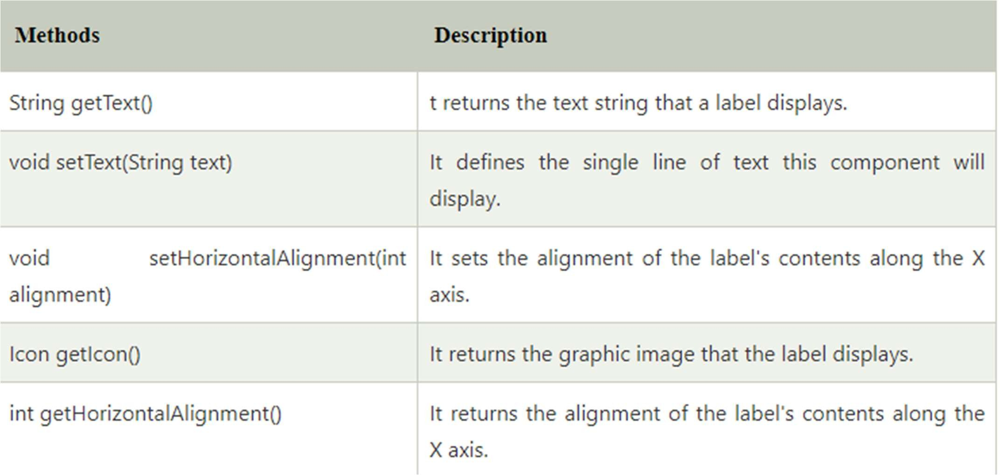 Methods Description
String getText() t returns the text string that a label displays.
void setText(String text) It defines the single line of text this component will
display.
void setHorizontalAlignment(int It sets the alignment of the label's contents along the X
alignment) axis.
Icon getIcon() It returns the graphic image that the label displays.
int getHorizontalAlignment() It returns the alignment of the label's contents along the
X axis.